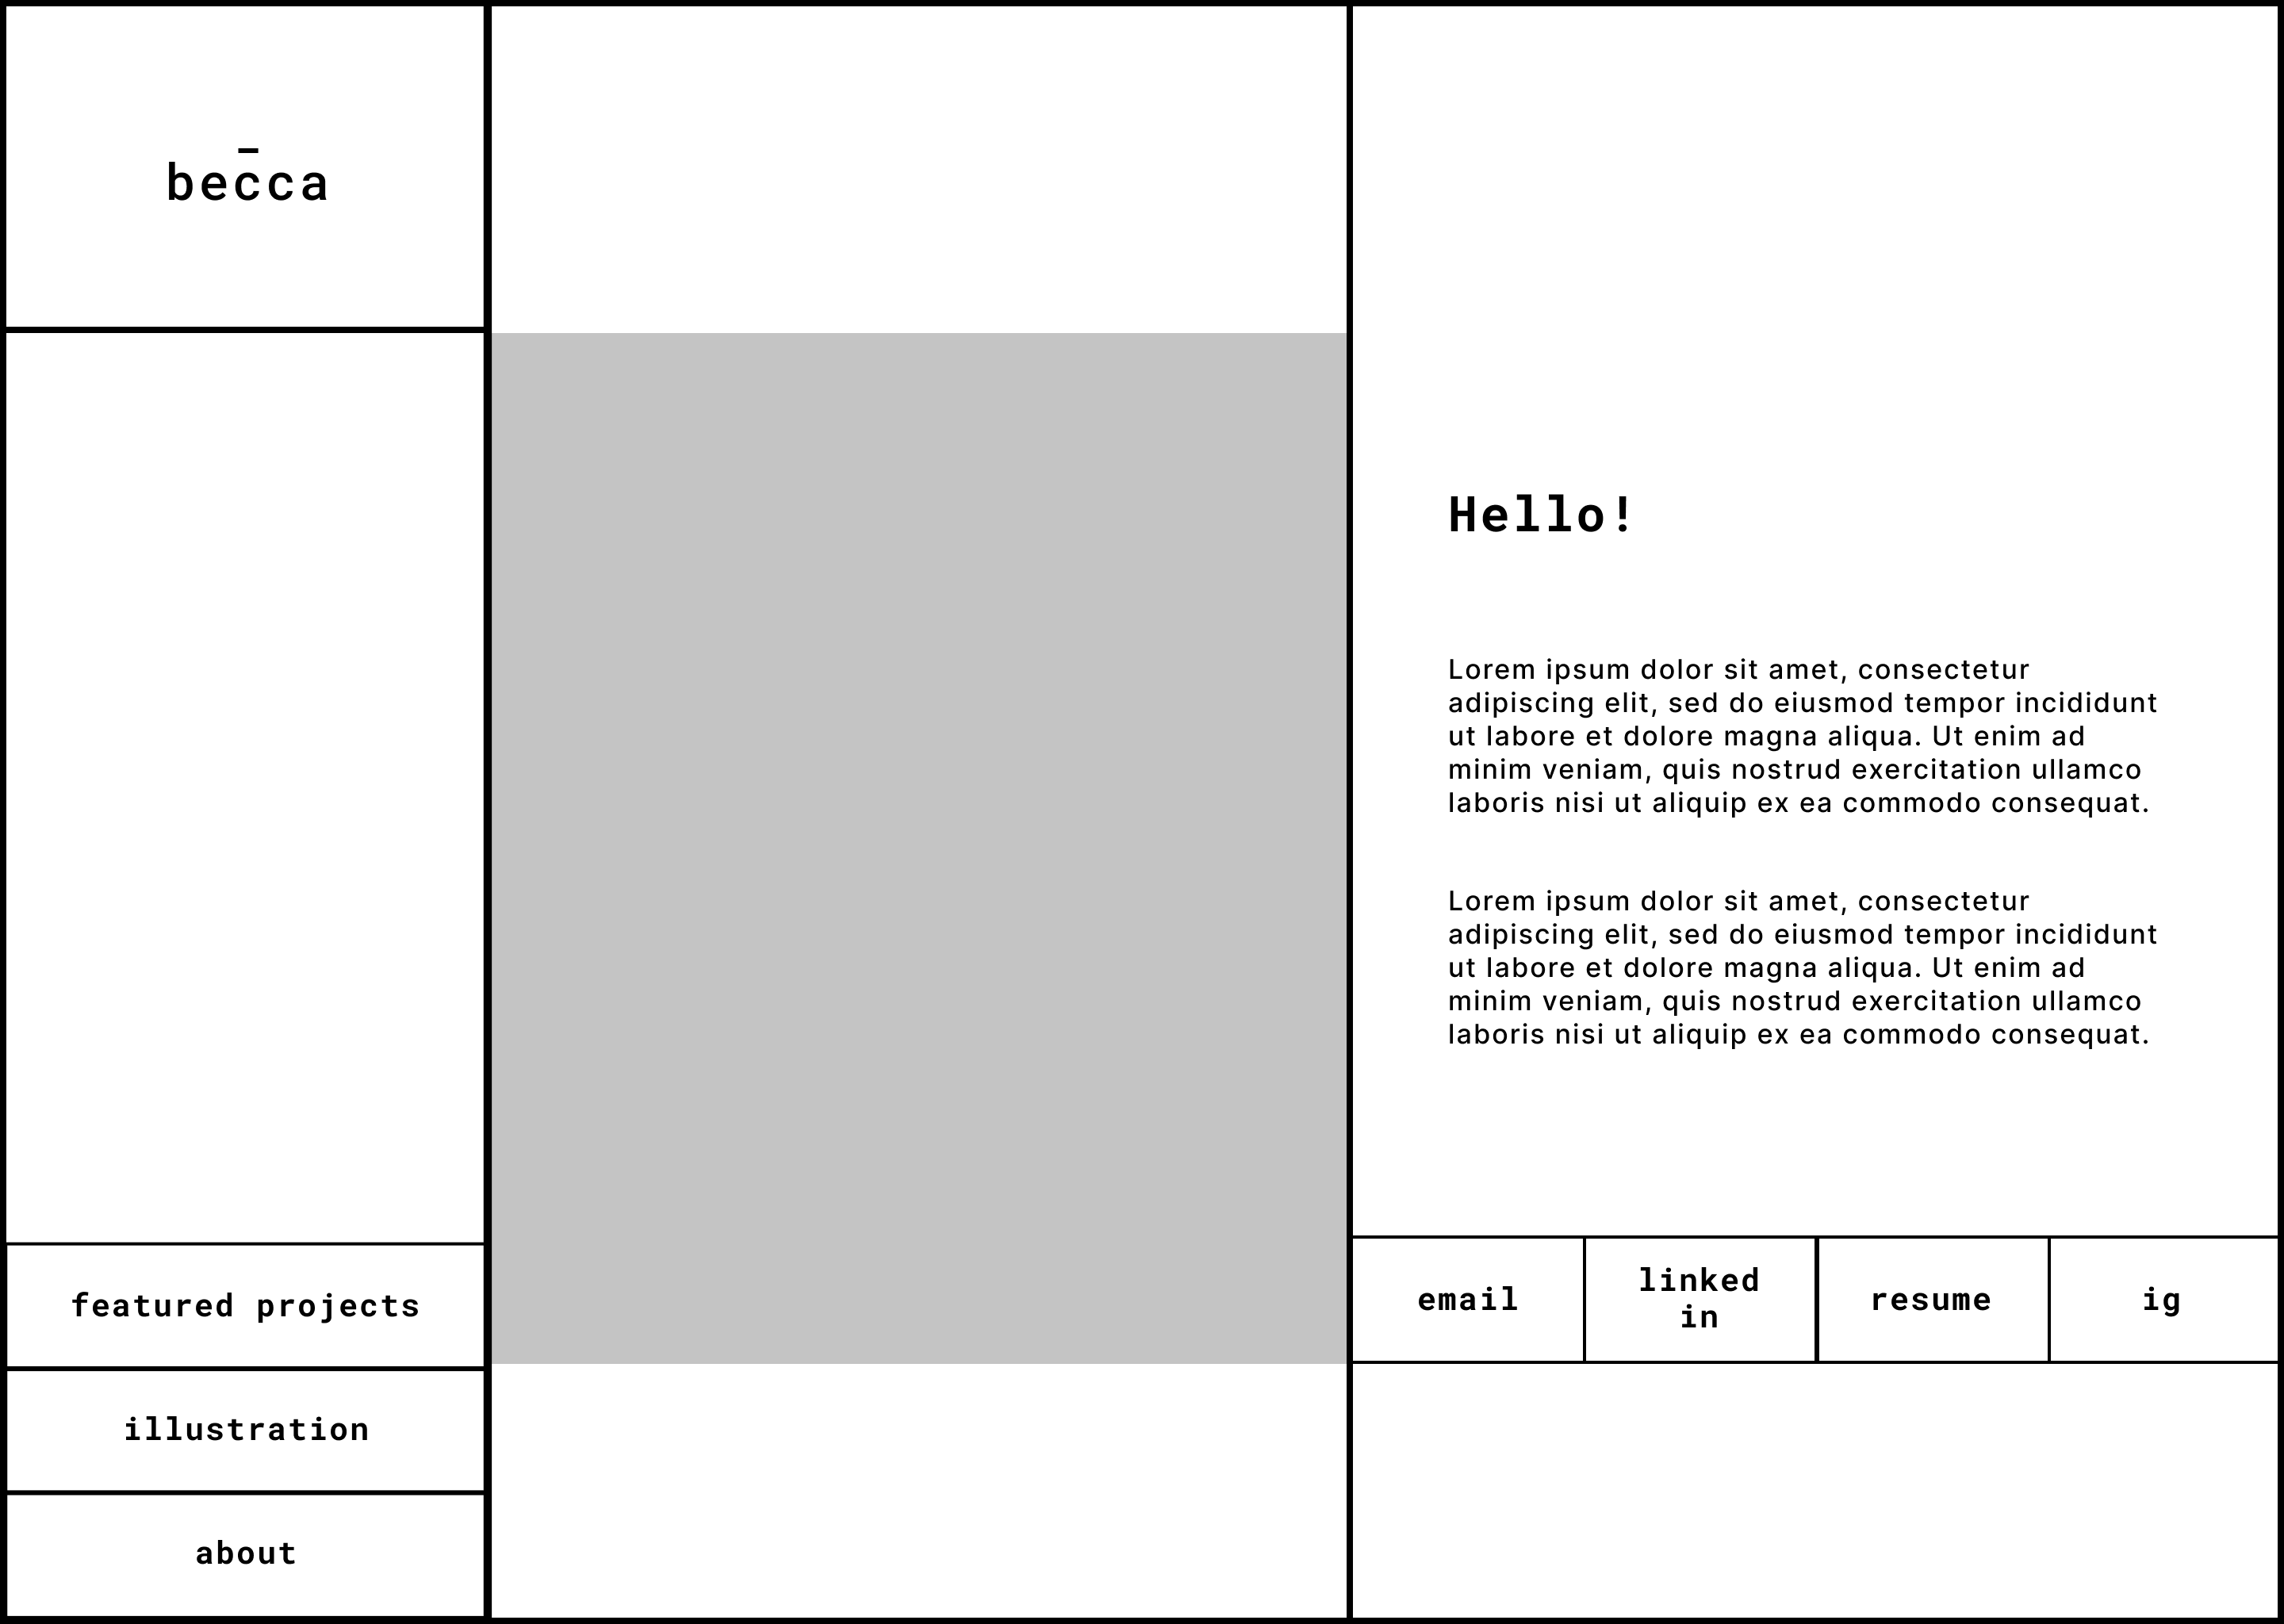 bec̄ca
Hello!
Lorem ipsum dolor sit amet, consectetur
adipiscing elit, sed do eiusmod tempor incididunt
ut labore et dolore magna aliqua. Ut enim ad
minim veniam, quis nostrud exercitation ullamco
laboris nisi ut aliquip ex ea commodo consequat.
Lorem ipsum dolor sit amet, consectetur
adipiscing elit, sed do eiusmod tempor incididunt
ut labore et dolore magna aliqua. Ut enim ad
minim veniam, quis nostrud exercitation ullamco
laboris nisi ut aliquip ex ea commodo consequat.
featured projects
illustration
about
email
linked
in
resume
ig